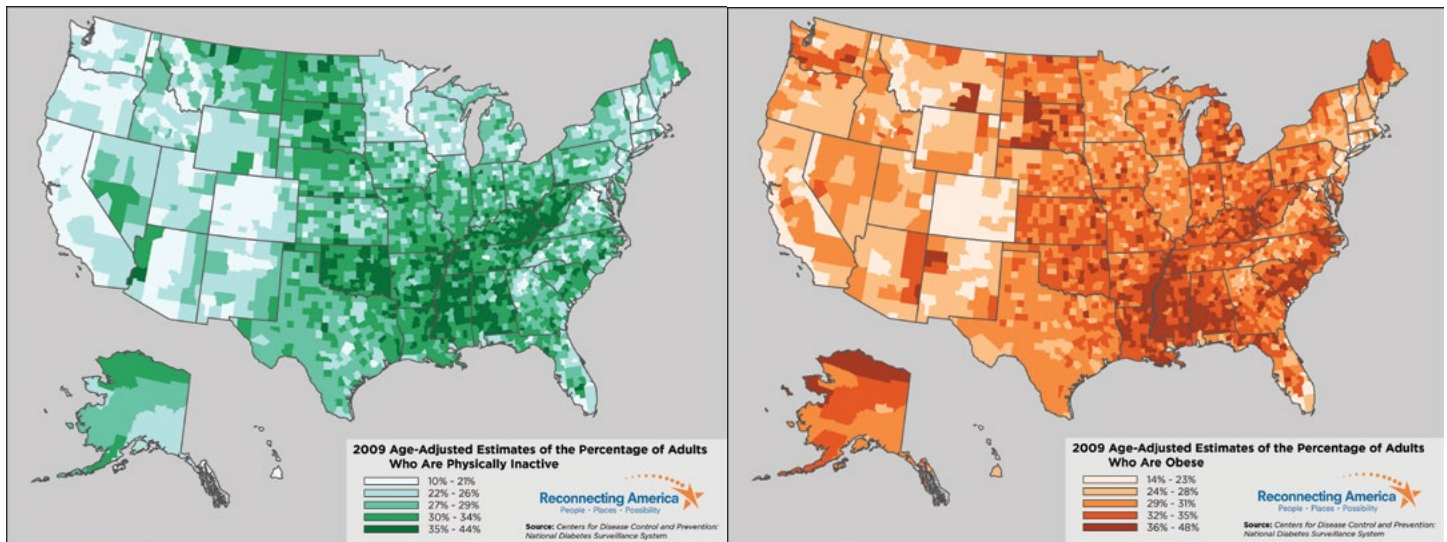 2009 Age-Adjusted Estimates of the Percentage of Adults
Who Are Physically Inactive
10% - 21%
22% - 26%
27% - 29%
30% - 34%
35% - 44%
Reconnecting America
People · Places · Possibility
Source: Centers for Disease Control and Prevention:
National Diabetes Surveillance System
2009 Age-Adjusted Estimates of the Percentage of Adults
Who Are Obese
14% - 23%
24% - 28%
29% - 31%
32% - 35%
36% - 48%
Reconnecting America
People · Places · Possibility
Source: Centers for Disease Control and Prevention:
National Diabetes Surveillance System